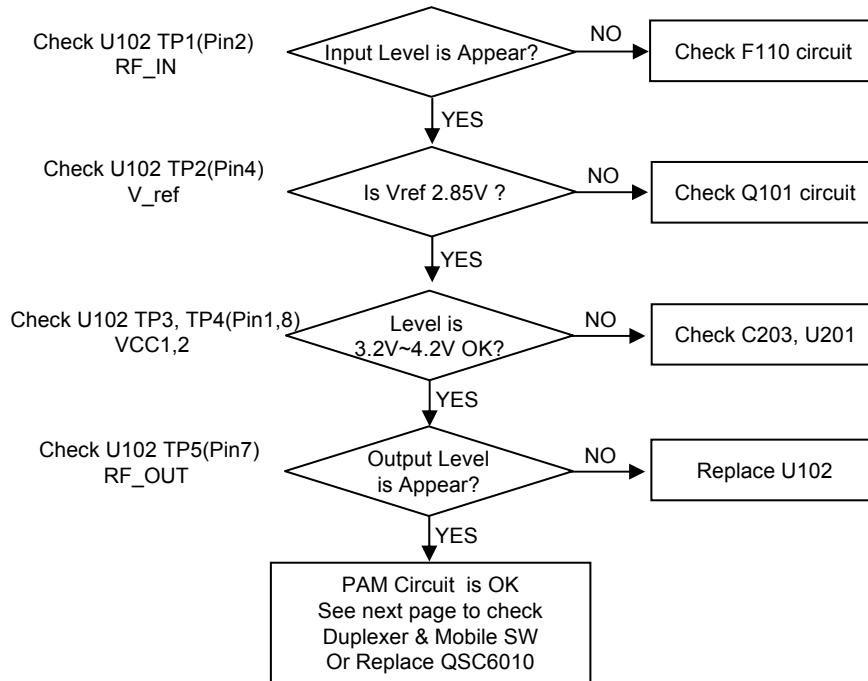 Check U102 TP1(Pin2)
RF_IN
Input Level is Appear?
NO
Check F110 circuit
YES
Check U102 TP2(Pin4)
V_ref
Is Vref 2.85V ?
NO
Check Q101 circuit
YES
Check U102 TP3, TP4(Pin1,8)
VCC1,2
Level is
3.2V~4.2V OK?
NO
Check C203, U201
YES
Check U102 TP5(Pin7)
RF_OUT
Output Level
is Appear?
NO
Replace U102
YES
PAM Circuit is OK
See next page to check
Duplexer & Mobile SW
Or Replace QSC6010